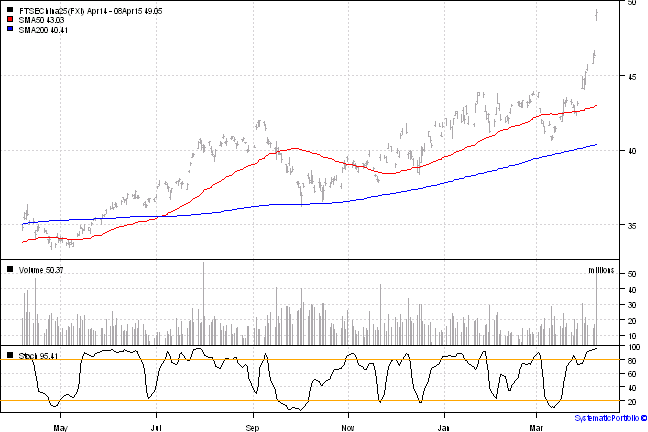 FTSEChina25(FXI) Apr14 - 08Apr15 49.05
SMA50 43.03
SMA200 40.41
50
45
40
35
Volume 50.37
millions
50
40
30
20
10
Stoch 95.41
100
80
60
40
20
May Jul Sep Nov Jan Mar
SystematicPortfolio ©